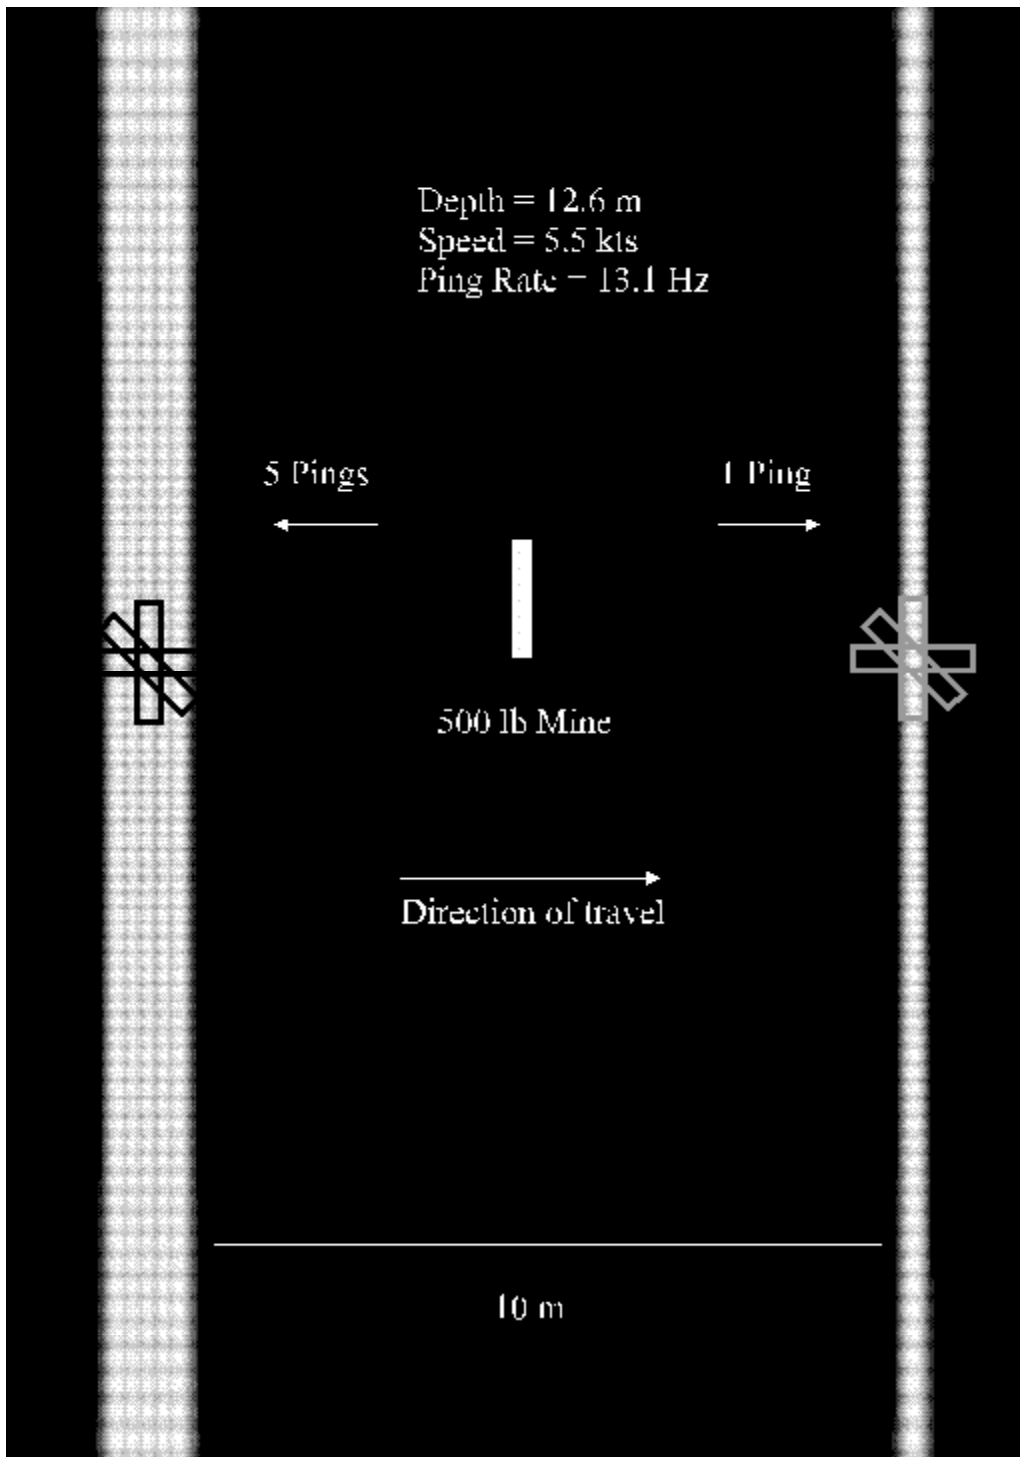 Depth = 12.6 m
Speed = 5.5 kts
Ping Rate = 13.1 Hz
5 Pings
1 Ping
500 lb Mine
Direction of travel
10 m